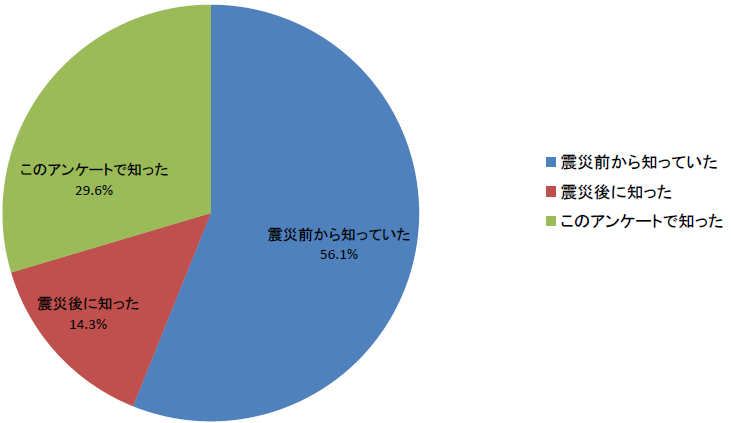 このアンケートで知った
29.6%
震災前から知っていた
56.1%
震災後に知った
14.3%
震災前から知っていた
震災後に知った
このアンケートで知った